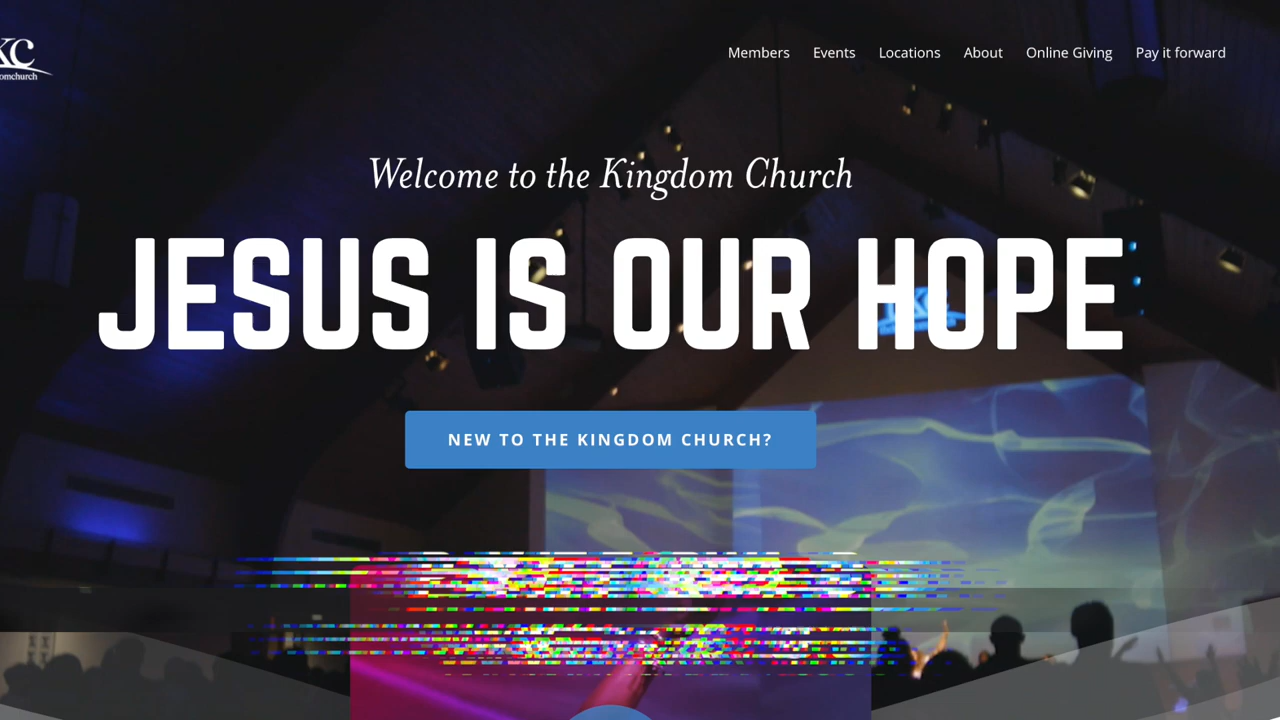 KC
omchurch
Members Events Locations About Online Giving Pay it forward
Welcome to the Kingdom Church
JESUS IS OUR HOPE
NEW TO THE KINGDOM CHURCH?